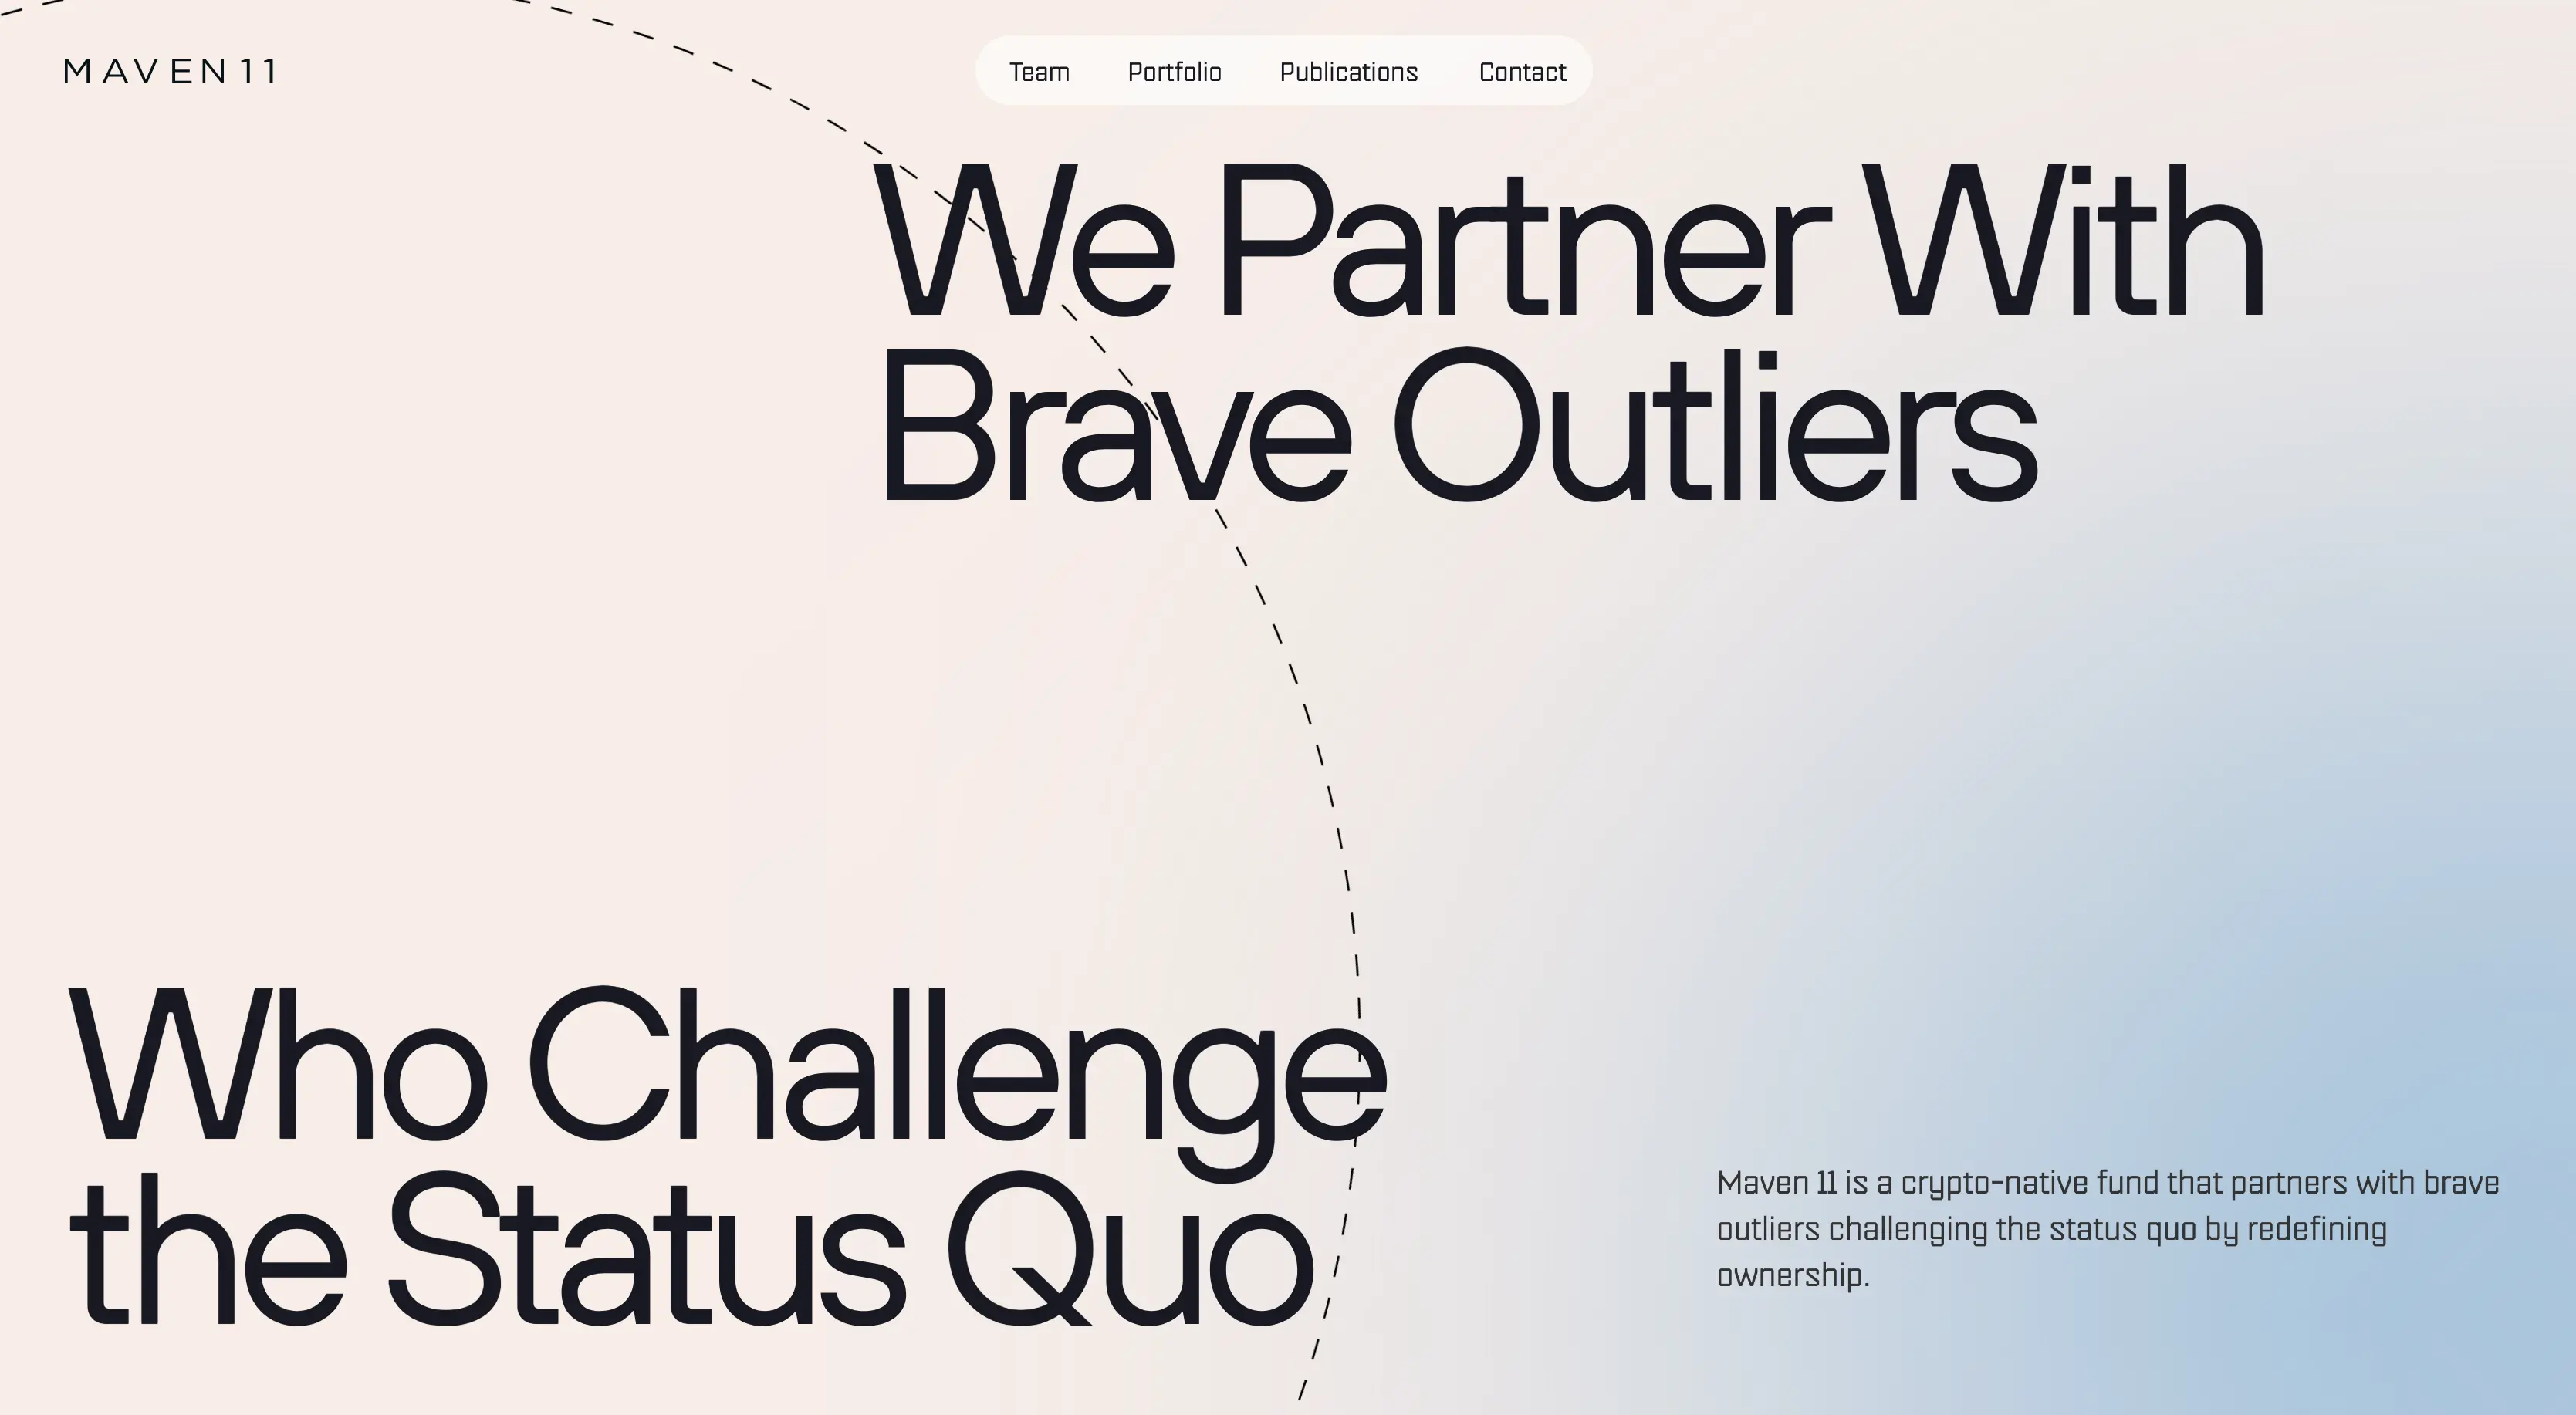 MAVEN11
Team Portfolio Publications Contact
We Partner With
Brave Outliers
Who Challenge
the Status Quo
Maven 11 is a crypto-native fund that partners with brave
outliers challenging the status quo by redefining
ownership.